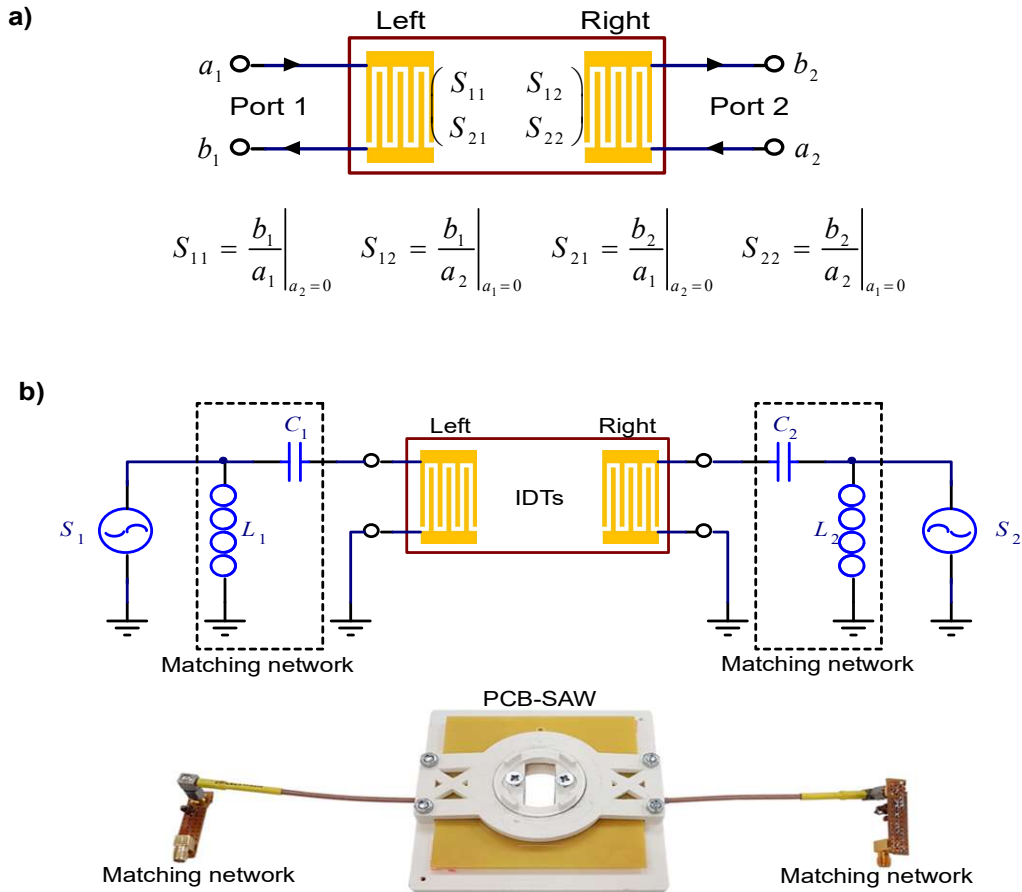 a)
Left Right
a₁ b₂
Port 1 S₁₁ S₁₂ Port 2
S₂₁ S₂₂
b₁ a₂
S₁₁ = b₁/a₁ |ₐ₂₌₀ S₁₂ = b₁/a₂ |ₐ₁₌₀ S₂₁ = b₂/a₁ |ₐ₂₌₀ S₂₂ = b₂/a₂ |ₐ₁₌₀
b)
C₁ Left Right C₂
IDTs
S₁ L₁ L₂ S₂
Matching network Matching network
PCB-SAW
Matching network Matching network